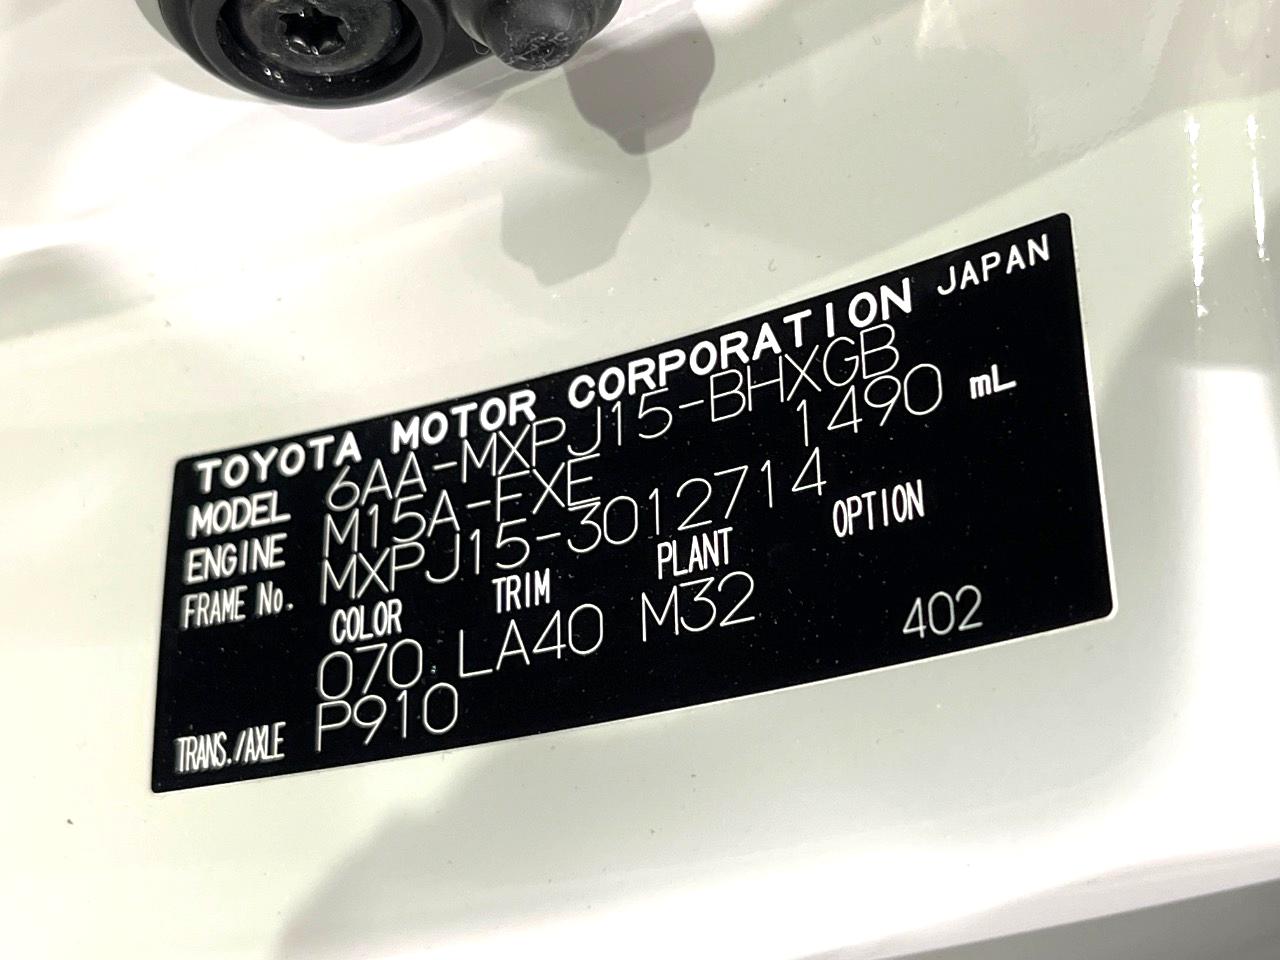 TOYOTA MOTOR CORPORATION JAPAN
MODEL 6AA-MXPJ15-BHXGB
ENGINE M15A-FXE 1490 mL
FRAME No. MXPJ15-3012714
COLOR TRIM PLANT OPTION
070 LA40 M32 402
TRANS./AXLE P910